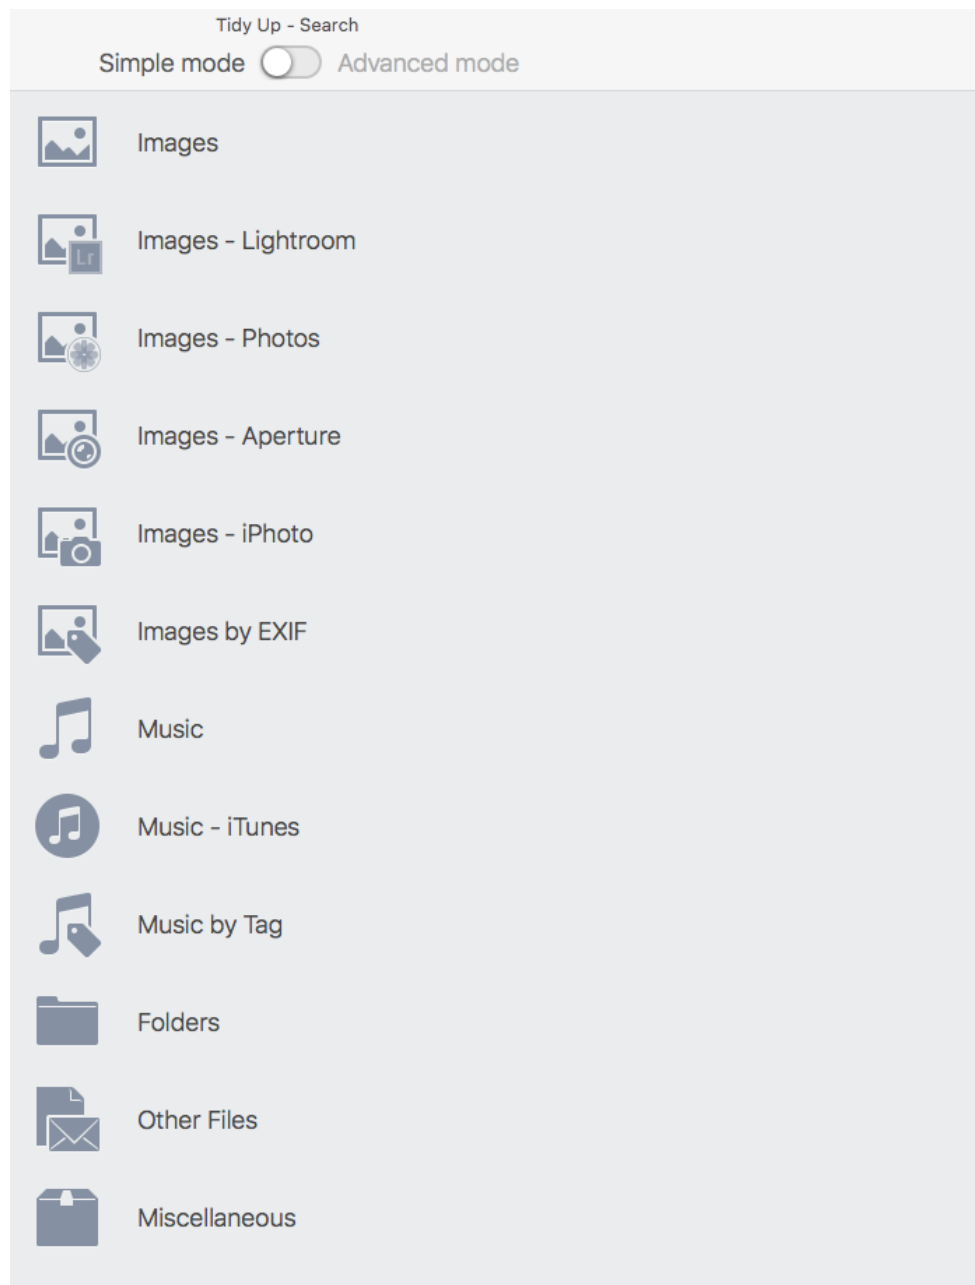 Tidy Up - Search
Simple mode Advanced mode
Images
Lr
Images - Lightroom
Images - Photos
Images - Aperture
Images - iPhoto
Images by EXIF
Music
Music - iTunes
Music by Tag
Folders
Other Files
Miscellaneous